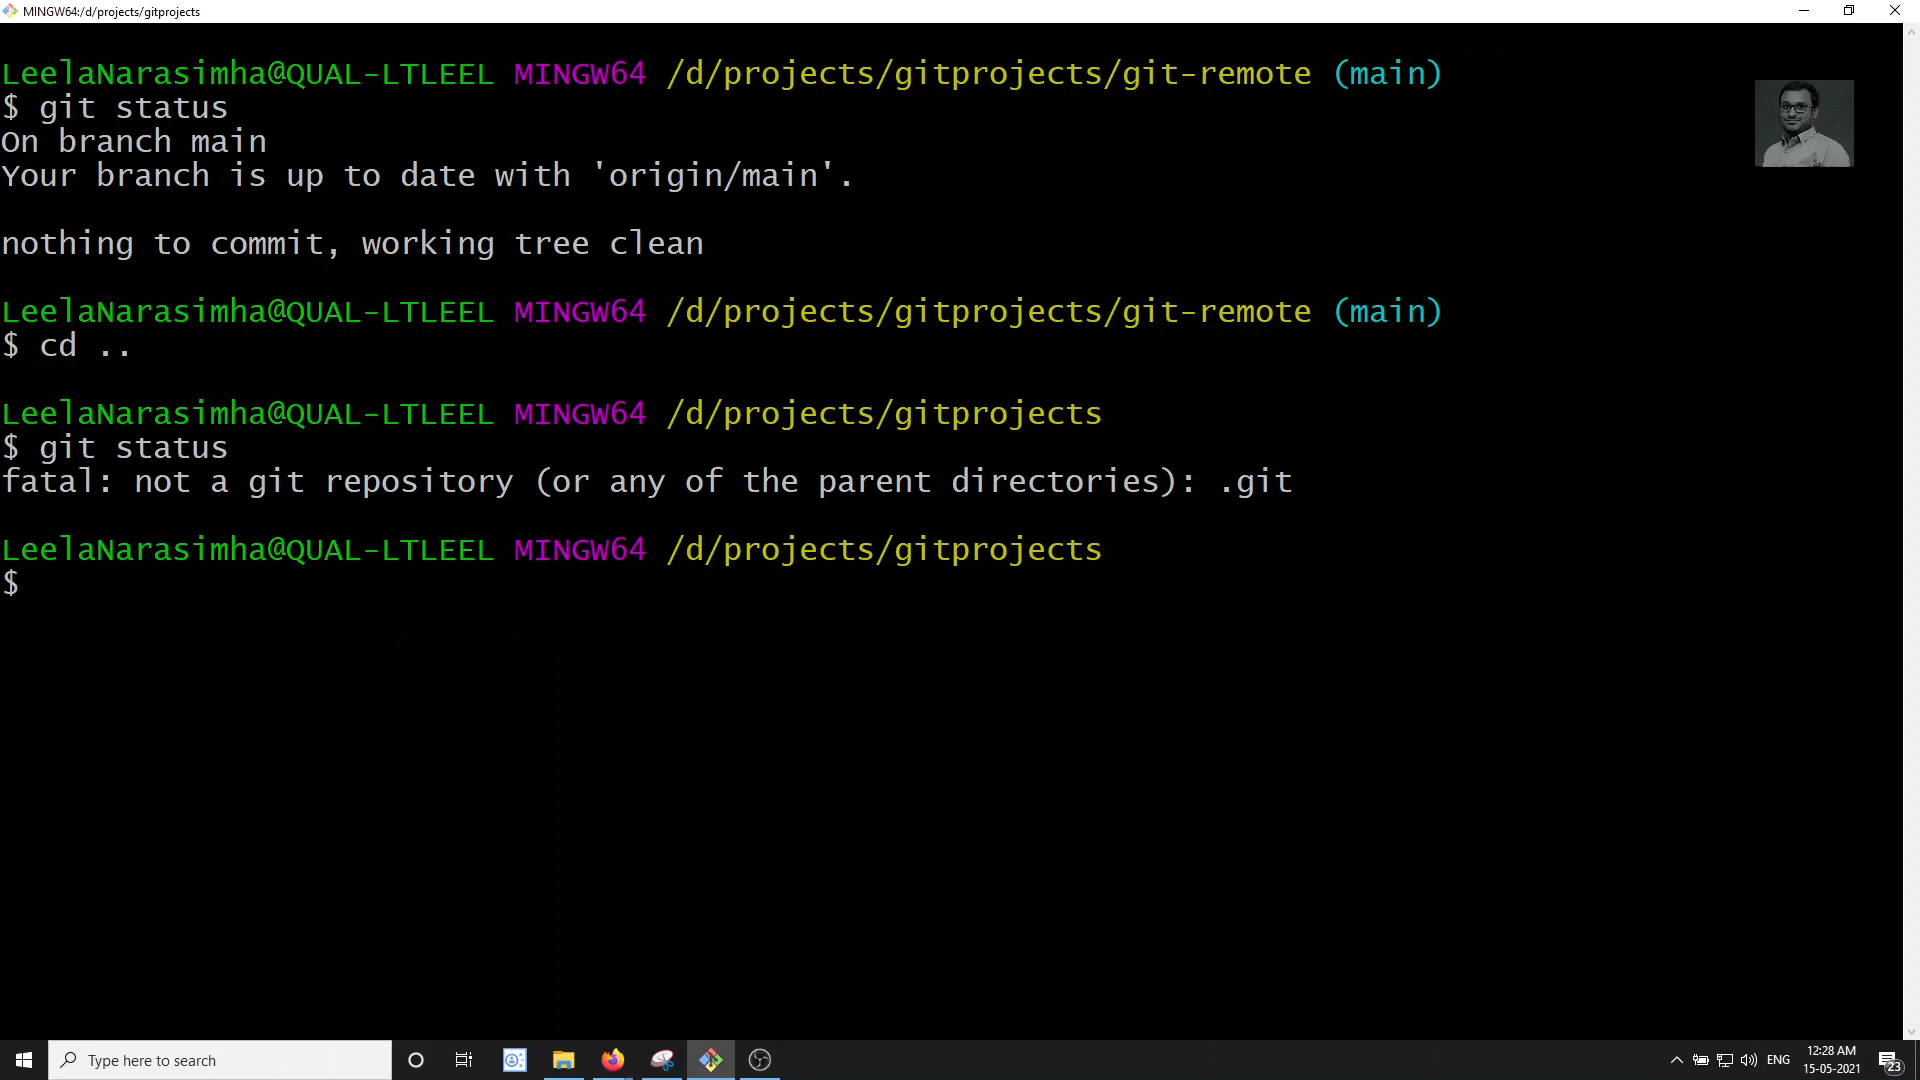 MINGW64:/d/projects/gitprojects
LeelaNarasimha@QUAL-LTLEEL MINGW64 /d/projects/gitprojects/git-remote (main)
$ git status
On branch main
Your branch is up to date with 'origin/main'.
nothing to commit, working tree clean
LeelaNarasimha@QUAL-LTLEEL MINGW64 /d/projects/gitprojects/git-remote (main)
$ cd ..
LeelaNarasimha@QUAL-LTLEEL MINGW64 /d/projects/gitprojects
$ git status
fatal: not a git repository (or any of the parent directories): .git
LeelaNarasimha@QUAL-LTLEEL MINGW64 /d/projects/gitprojects
$
Type here to search
ENG
12:28 AM
15-05-2021
23